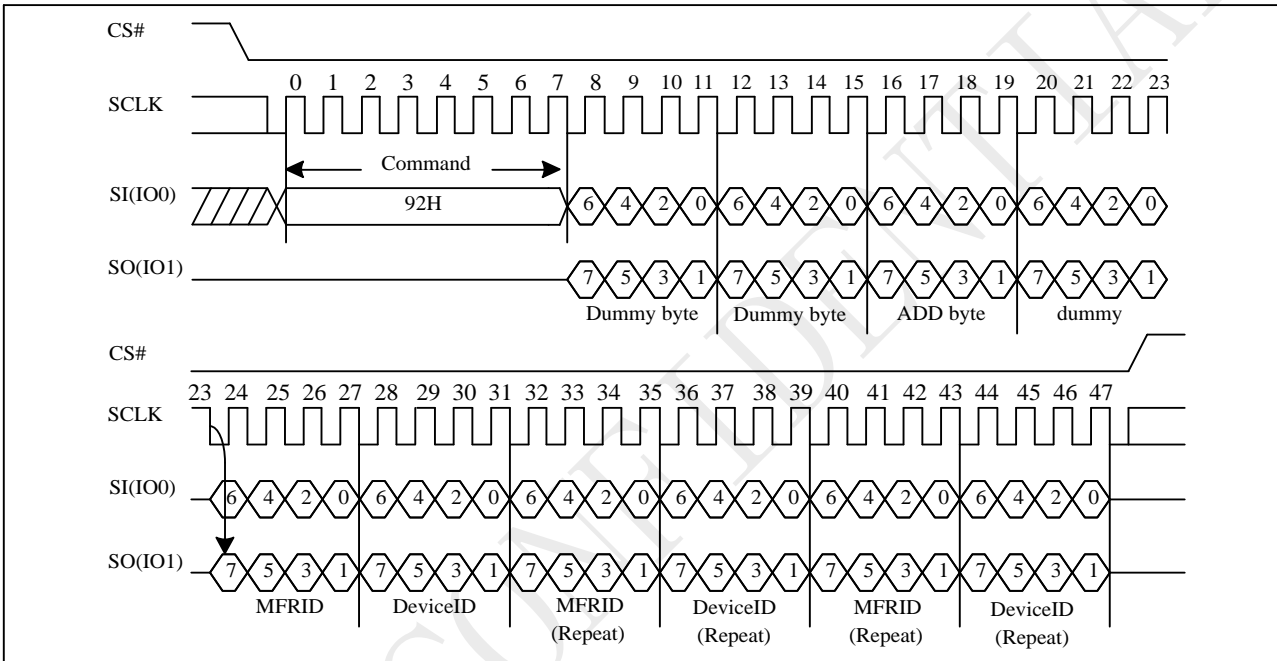 CS#
0 1 2 3 4 5 6 7 8 9 10 11 12 13 14 15 16 17 18 19 20 21 22 23
SCLK
Command
SI(IO0)
92H
6 4 2 0 6 4 2 0 6 4 2 0 6 4 2 0
SO(IO1)
7 5 3 1 7 5 3 1 7 5 3 1 7 5 3 1
Dummy byte Dummy byte ADD byte dummy
CS#
23 24 25 26 27 28 29 30 31 32 33 34 35 36 37 38 39 40 41 42 43 44 45 46 47
SCLK
SI(IO0)
6 4 2 0 6 4 2 0 6 4 2 0 6 4 2 0 6 4 2 0 6 4 2 0
SO(IO1)
7 5 3 1 7 5 3 1 7 5 3 1 7 5 3 1 7 5 3 1 7 5 3 1
MFRID DeviceID MFRID DeviceID MFRID DeviceID
(Repeat) (Repeat) (Repeat) (Repeat)
CONFIDENTIAL